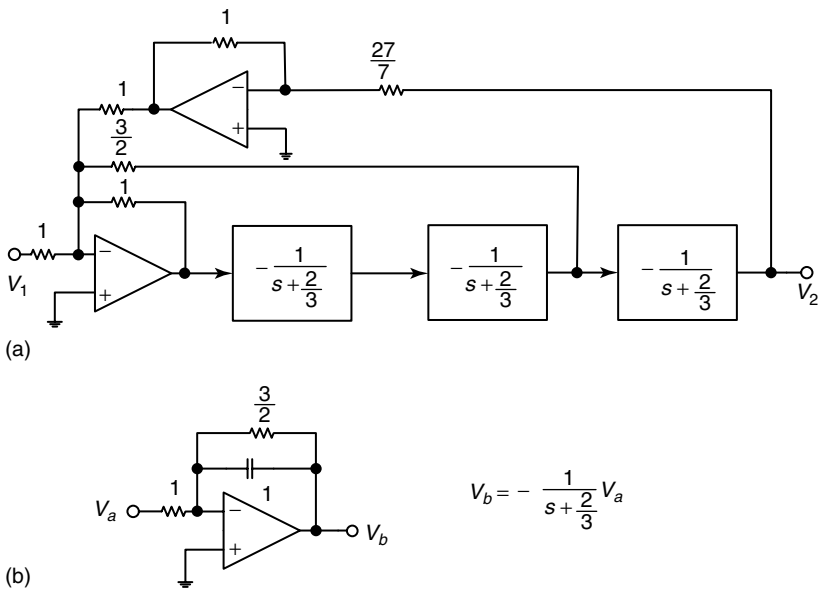 1
27/7
1
−
+
3/2
1
1
−
+
V1
− 1/(s + 2/3)
− 1/(s + 2/3)
− 1/(s + 2/3)
V2
(a)
3/2
1
1
Va
−
+
Vb
Vb = − 1/(s + 2/3) Va
(b)